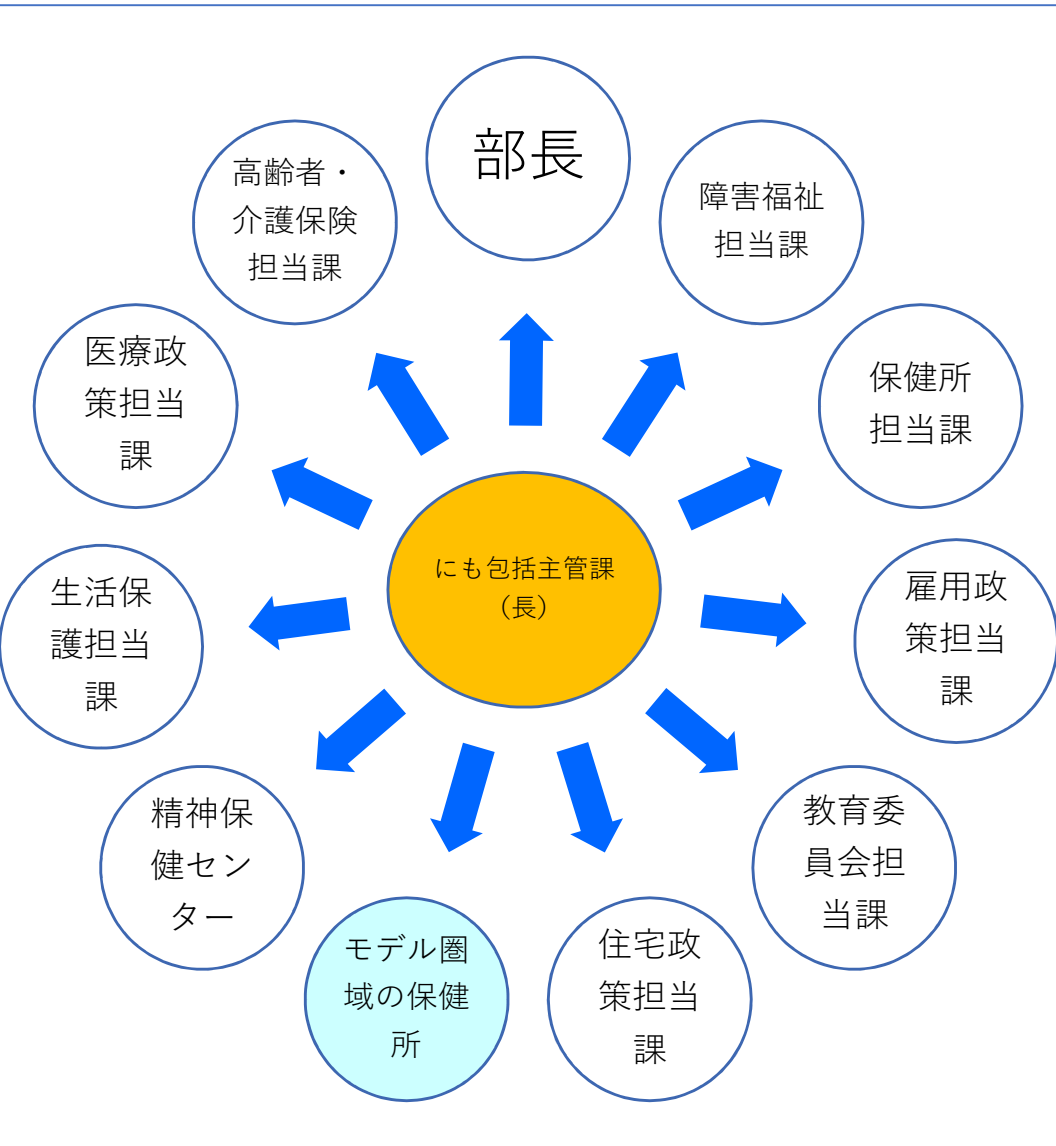 部長
高齢者・
介護保険
担当課
障害福祉
担当課
医療政
策担当
課
保健所
担当課
にも包括主管課
（長）
生活保
護担当
課
雇用政
策担当
課
精神保
健セン
ター
教育委
員会担
当課
モデル圏
域の保健
所
住宅政
策担当
課